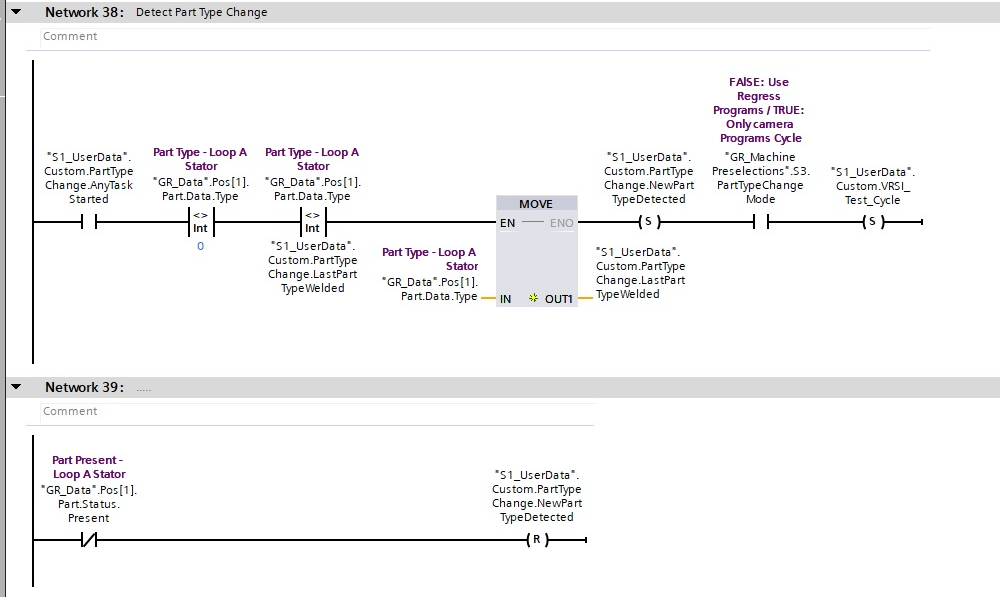 Network 38: Detect Part Type Change
Comment
"S1_UserData".
Custom.PartType
Change.AnyTask
Started
Part Type - Loop A
Stator
"GR_Data".Pos[1].
Part.Data.Type
<>
Int
0
Part Type - Loop A
Stator
"GR_Data".Pos[1].
Part.Data.Type
<>
Int
"S1_UserData".
Custom.PartType
Change.LastPart
TypeWelded
MOVE
EN
ENO
Part Type - Loop A
Stator
"GR_Data".Pos[1].
Part.Data.Type
IN
OUT1
"S1_UserData".
Custom.PartType
Change.LastPart
TypeWelded
"S1_UserData".
Custom.PartType
Change.NewPart
TypeDetected
S
FAlSE: Use
Regress
Programs / TRUE:
Only camera
Programs Cycle
"GR_Machine
Preselections".S3.
PartTypeChange
Mode
"S1_UserData".
Custom.VRSI_
Test_Cycle
S
Network 39: .....
Comment
Part Present -
Loop A Stator
"GR_Data".Pos[1].
Part.Status.
Present
"S1_UserData".
Custom.PartType
Change.NewPart
TypeDetected
R